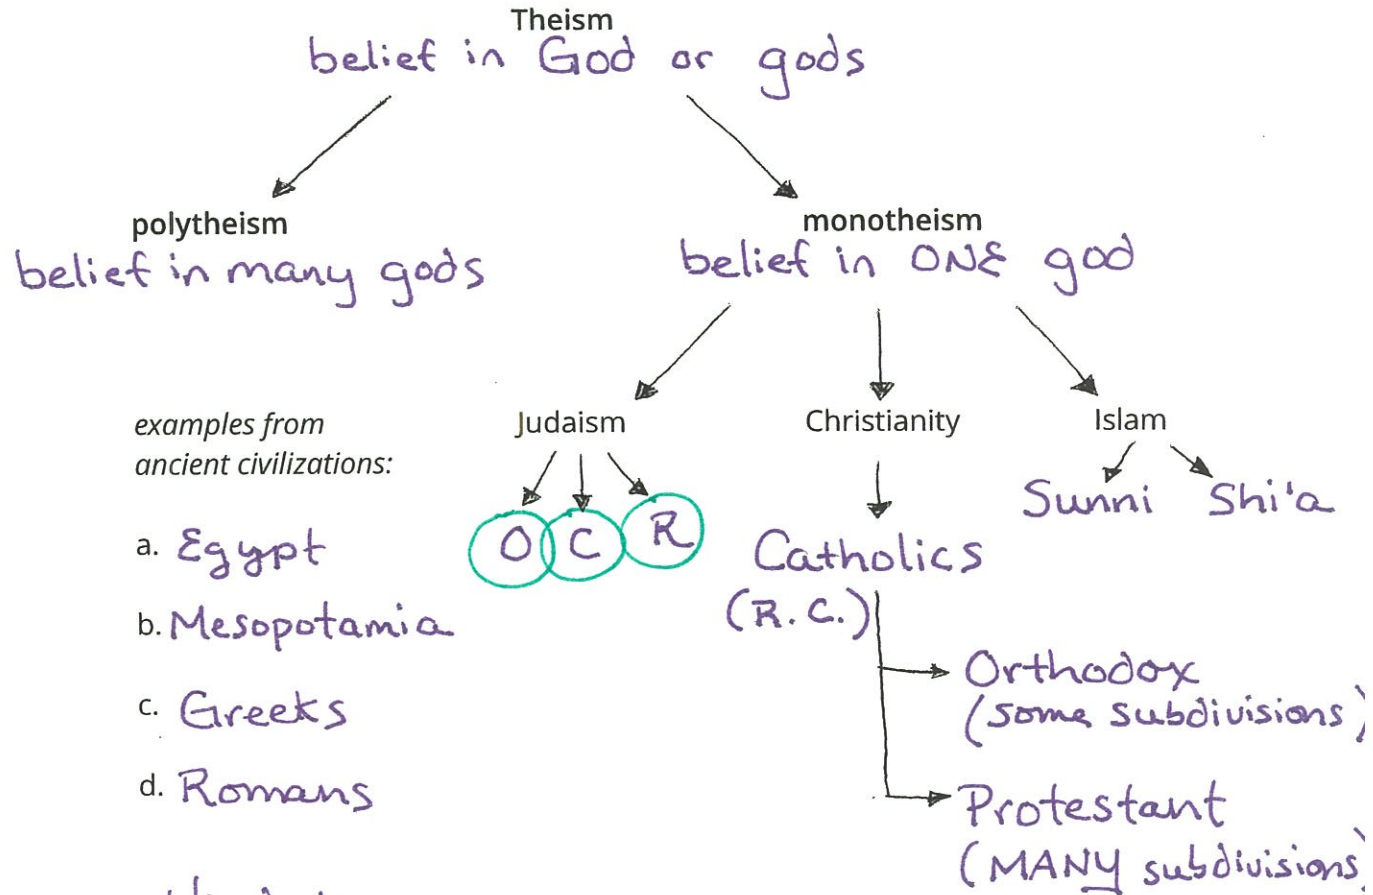 Theism
belief in God or gods
polytheism
belief in many gods
monotheism
belief in ONE god
examples from
ancient civilizations:
a. Egypt
b. Mesopotamia
c. Greeks
d. Romans
Judaism
O C R
Christianity
Catholics
(R.C.)
Orthodox
(some subdivisions)
Protestant
(MANY subdivisions)
Islam
Sunni Shi'a